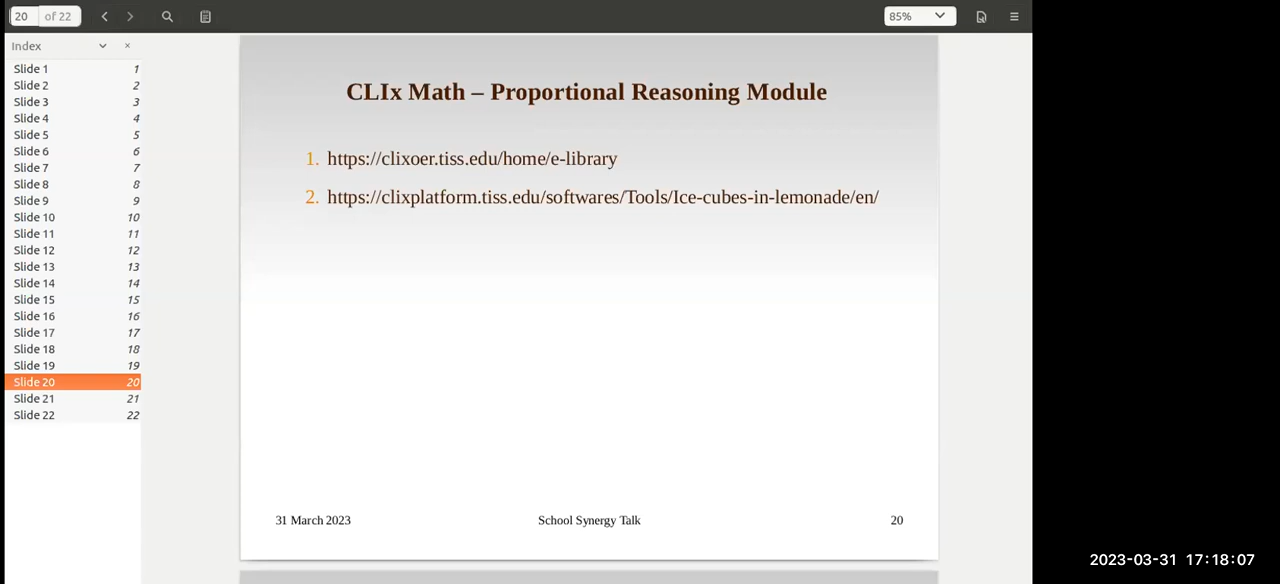 20 of 22
85%
Index
Slide 1 1
Slide 2 2
Slide 3 3
Slide 4 4
Slide 5 5
Slide 6 6
Slide 7 7
Slide 8 8
Slide 9 9
Slide 10 10
Slide 11 11
Slide 12 12
Slide 13 13
Slide 14 14
Slide 15 15
Slide 16 16
Slide 17 17
Slide 18 18
Slide 19 19
Slide 20 20
Slide 21 21
Slide 22 22
CLIx Math – Proportional Reasoning Module
1. https://clixoer.tiss.edu/home/e-library
2. https://clixplatform.tiss.edu/softwares/Tools/Ice-cubes-in-lemonade/en/
31 March 2023 School Synergy Talk 20
2023-03-31 17:18:07